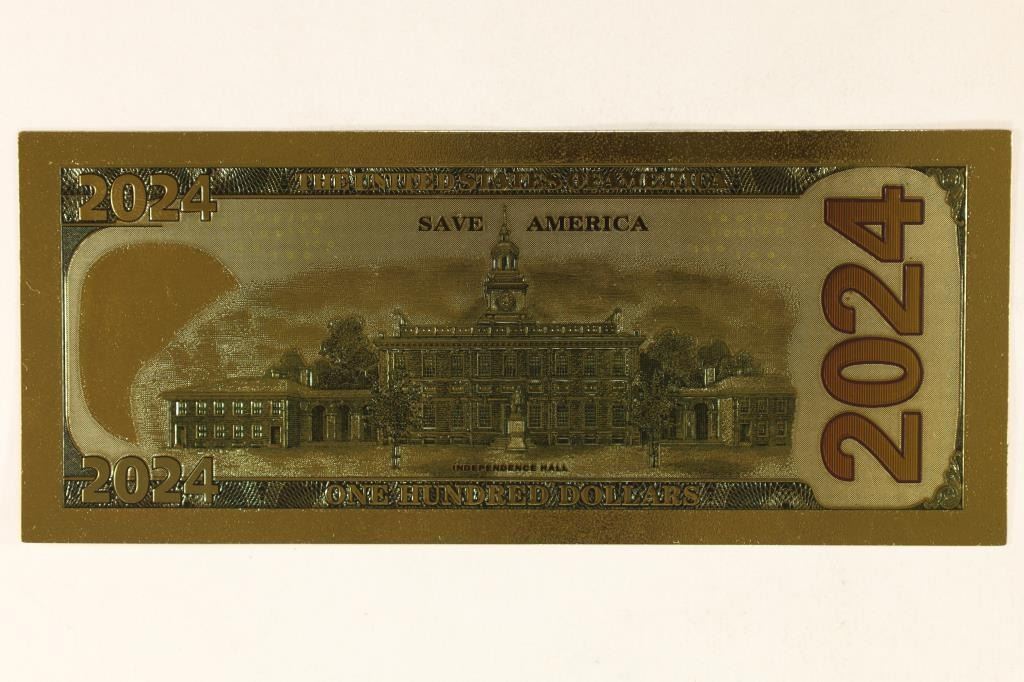 2024
THE UNITED STATES OF AMERICA
SAVE AMERICA
2024
INDEPENDENCE HALL
2024
ONE HUNDRED DOLLARS